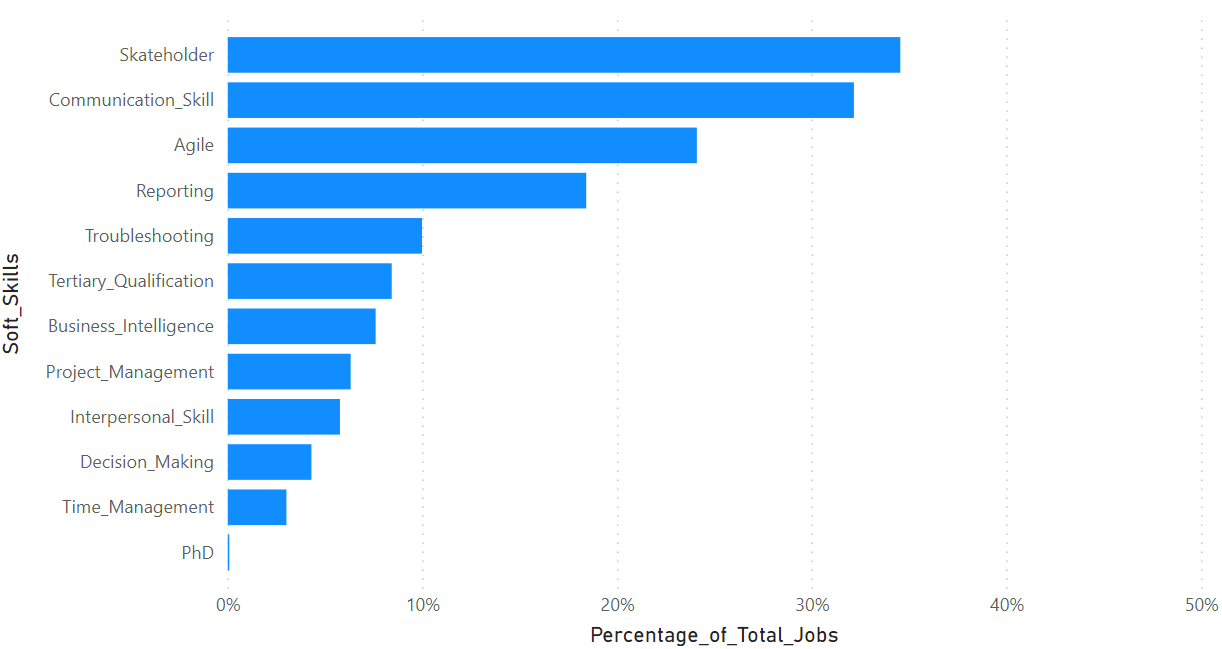 Skateholder
Communication_Skill
Agile
Reporting
Troubleshooting
Tertiary_Qualification
Business_Intelligence
Project_Management
Interpersonal_Skill
Decision_Making
Time_Management
PhD
Soft_Skills
0% 10% 20% 30% 40% 50%
Percentage_of_Total_Jobs